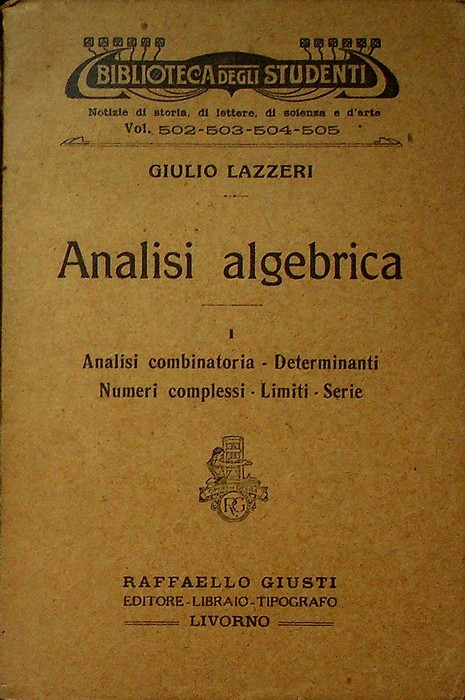 BIBLIOTECA DEGLI STUDENTI
Notizie di storia, di lettere, di scienza e d'arte
Vol. 502-503-504-505
GIULIO LAZZERI
Analisi algebrica
I
Analisi combinatoria - Determinanti
Numeri complessi - Limiti - Serie
RG
RAFFAELLO GIUSTI
EDITORE-LIBRAIO-TIPOGRAFO
LIVORNO